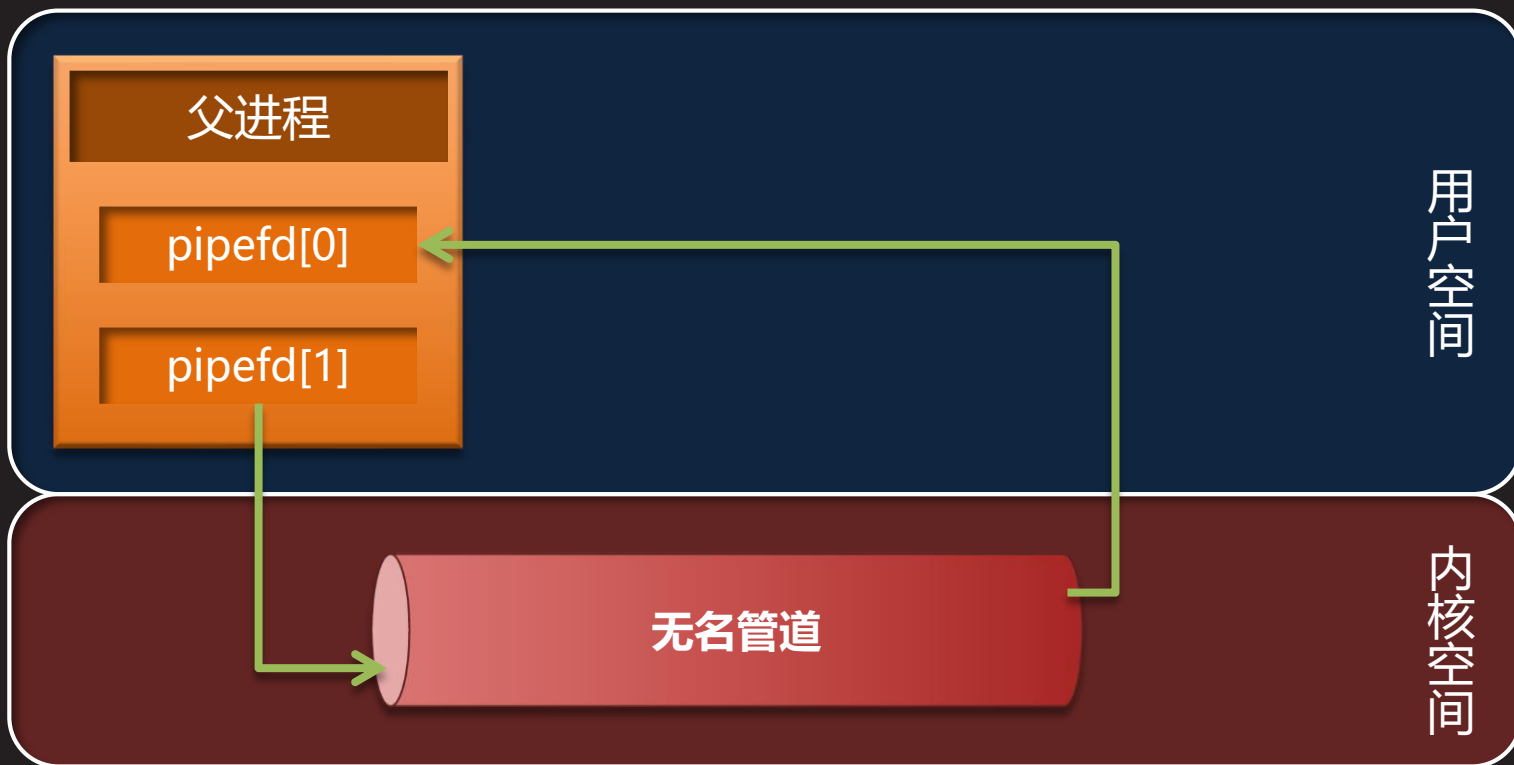 父进程
pipefd[0]
pipefd[1]
用户空间
无名管道
内核空间